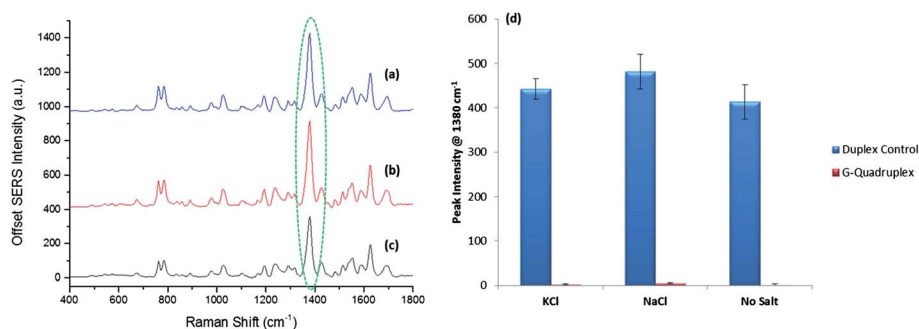 1400
1200
1000
800
600
400
200
0
Offset SERS Intensity (a.u.)
(a)
(b)
(c)
400 600 800 1000 1200 1400 1600 1800
Raman Shift (cm-1)
(d)
600
500
400
300
200
100
0
Peak Intensity @ 1380 cm-1
KCl NaCl No Salt
Duplex Control
G-Quadruplex